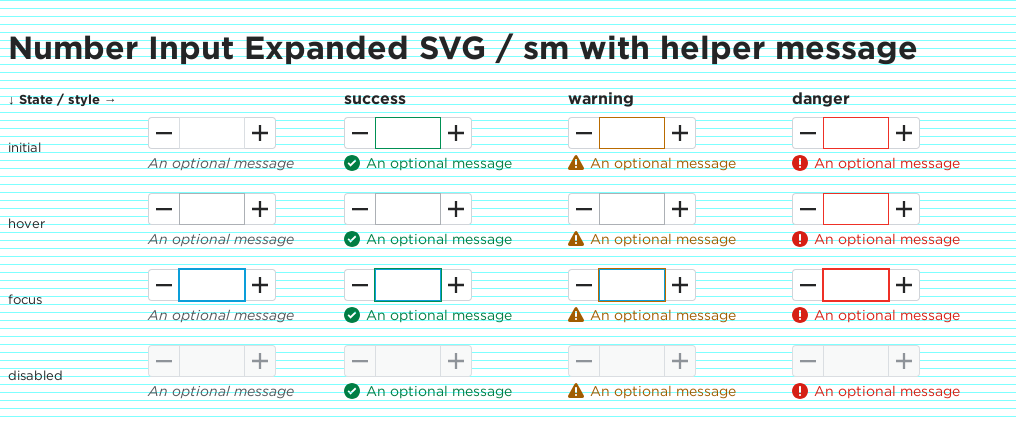 Number Input Expanded SVG / sm with helper message
↓ State / style → success warning danger
initial
An optional message An optional message An optional message An optional message
hover
An optional message An optional message An optional message An optional message
focus
An optional message An optional message An optional message An optional message
disabled
An optional message An optional message An optional message An optional message